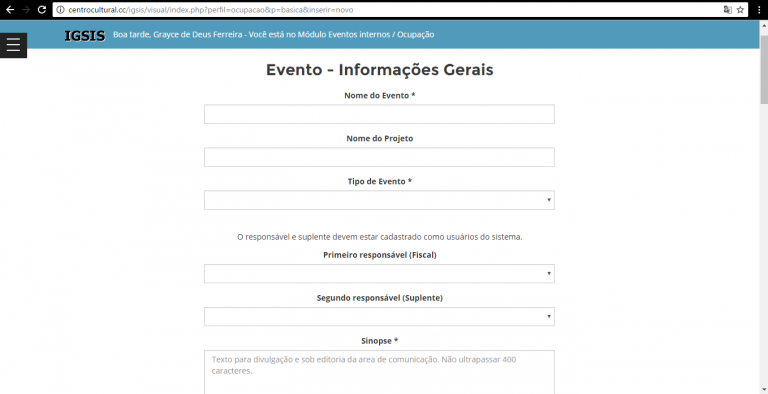 centrocultural.cc/igsis/visual/index.php?perfil=ocupacao&p=basica&inserir=novo
IGSIS Boa tarde, Grayce de Deus Ferreira - Você está no Módulo Eventos internos / Ocupação
Evento - Informações Gerais
Nome do Evento *
Nome do Projeto
Tipo de Evento *
O responsável e suplente devem estar cadastrado como usuários do sistema.
Primeiro responsável (Fiscal)
Segundo responsável (Suplente)
Sinopse *
Texto para divulgação e sob editoria da area de comunicação. Não ultrapassar 400
caracteres.